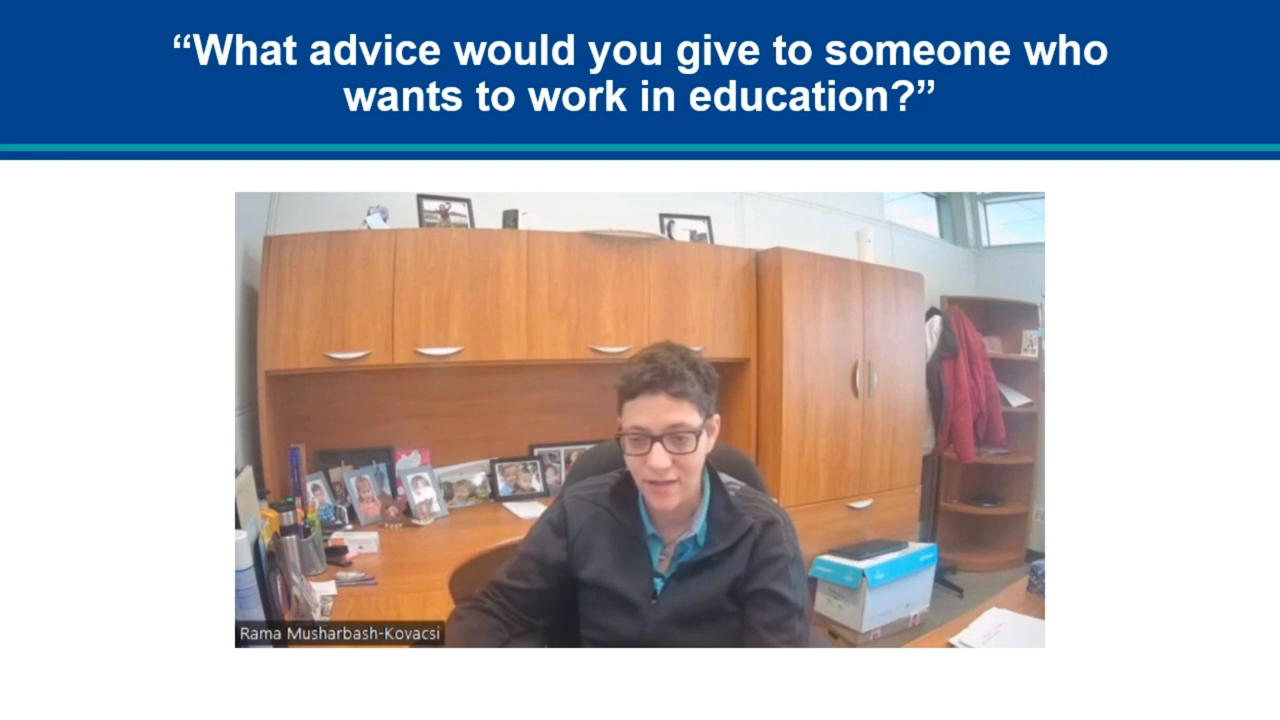 “What advice would you give to someone who
wants to work in education?”
Rama Musharbash-Kovacsi